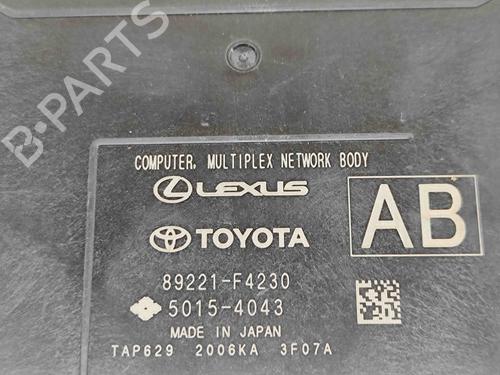 B-PARTS
COMPUTER, MULTIPLEX NETWORK BODY
LEXUS
TOYOTA
AB
89221-F4230
5015-4043
MADE IN JAPAN
TAP629 2006KA 3F07A